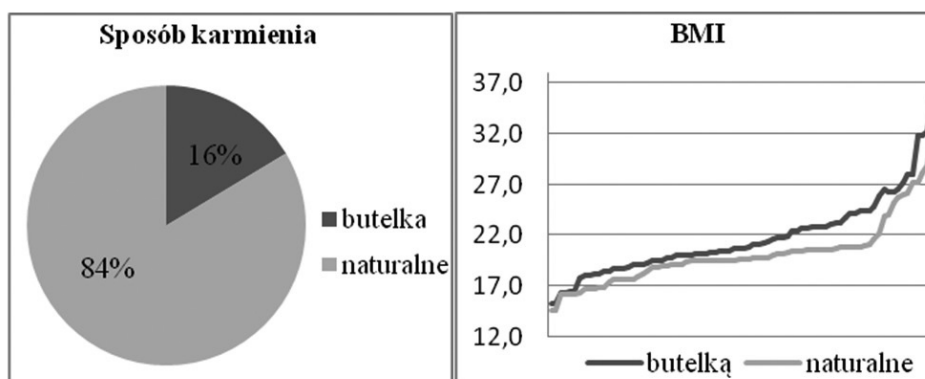 Sposób karmienia
16%
84%
butelka
naturalne
BMI
37,0
32,0
27,0
22,0
17,0
12,0
butelką
naturalne